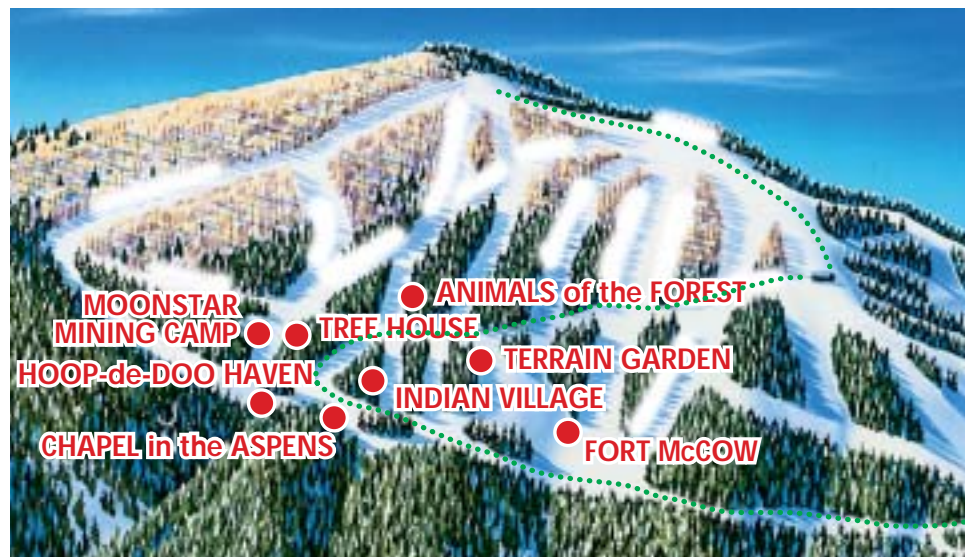 ANIMALS of the FOREST
MOONSTAR
MINING CAMP
TREE HOUSE
TERRAIN GARDEN
HOOP-de-DOO HAVEN
INDIAN VILLAGE
CHAPEL in the ASPENS
FORT McCOW